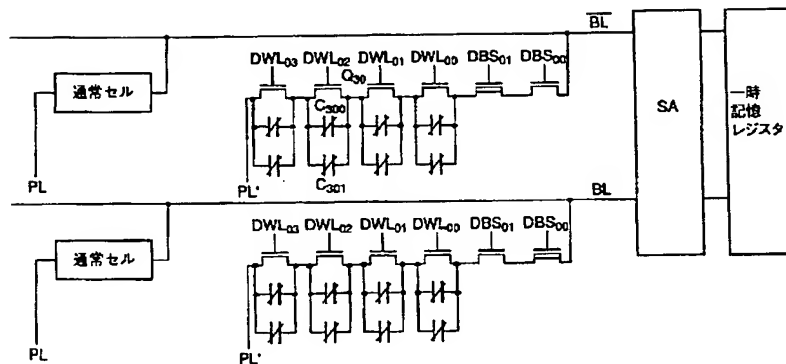 BL
DWL03 DWL02 DWL01 DWL00 DBS01 DBS00
Q30
通常セル
C300
SA
一時
記憶
レジスタ
C301
PL
PL'
BL
DWL03 DWL02 DWL01 DWL00 DBS01 DBS00
通常セル
PL
PL'